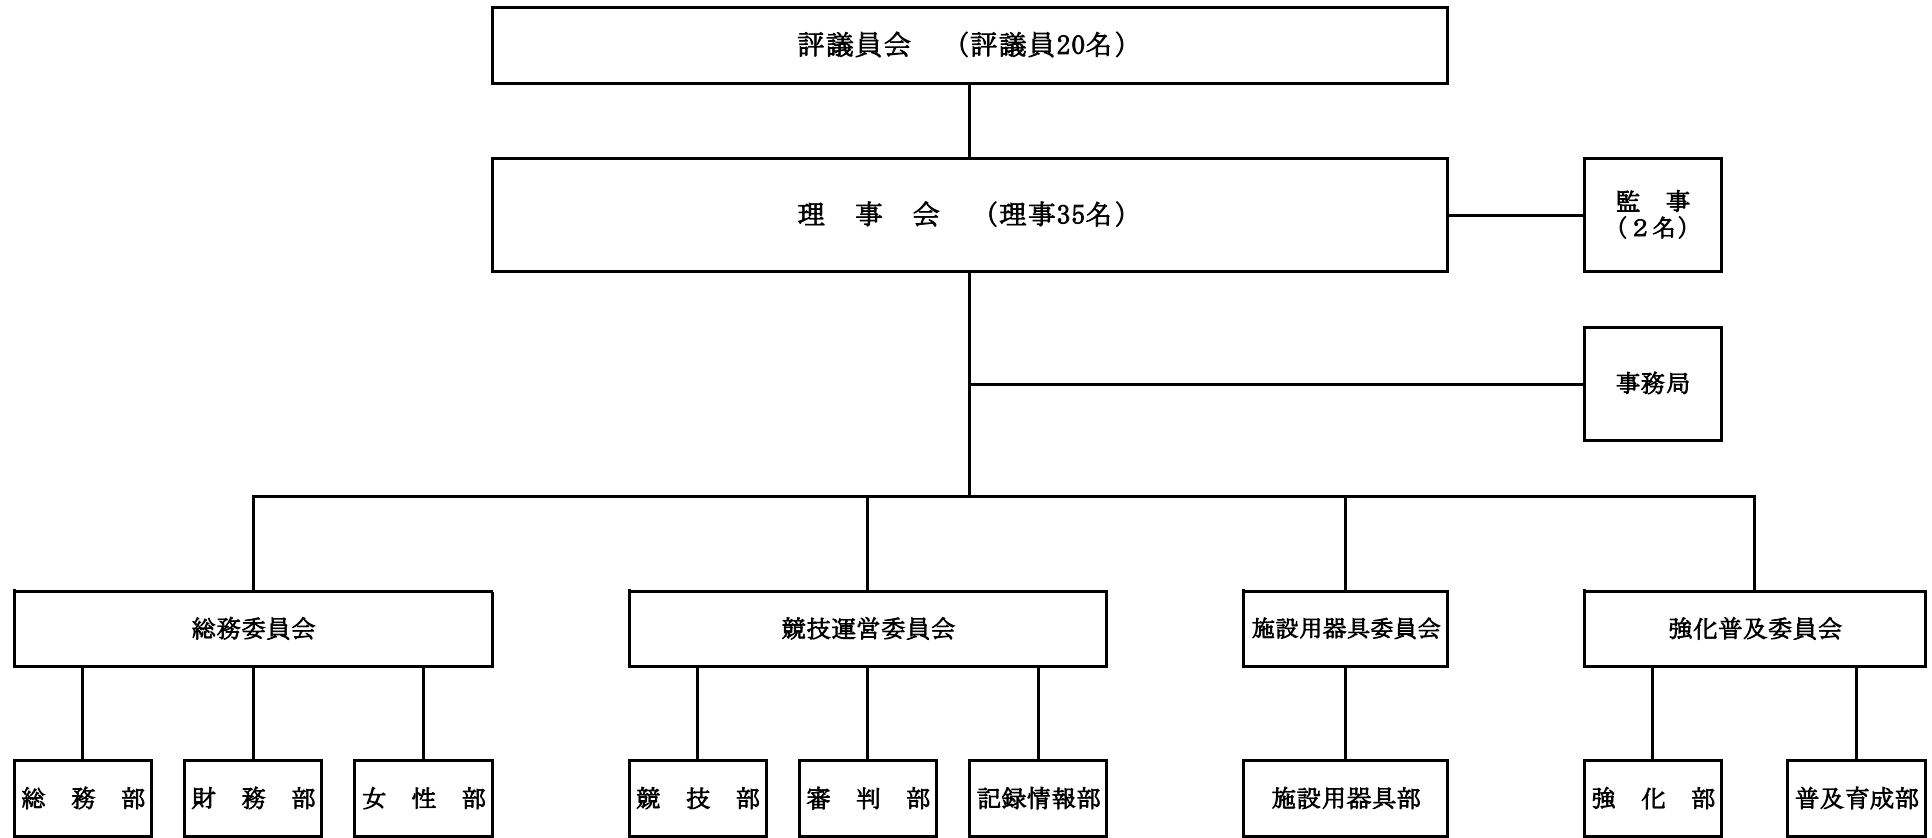 評議員会　（評議員20名）
理　事　会　（理事35名）
監　事
（２名）
事務局
総務委員会
競技運営委員会
施設用器具委員会
強化普及委員会
総　務　部
財　務　部
女　性　部
競　技　部
審　判　部
記録情報部
施設用器具部
強　化　部
普及育成部